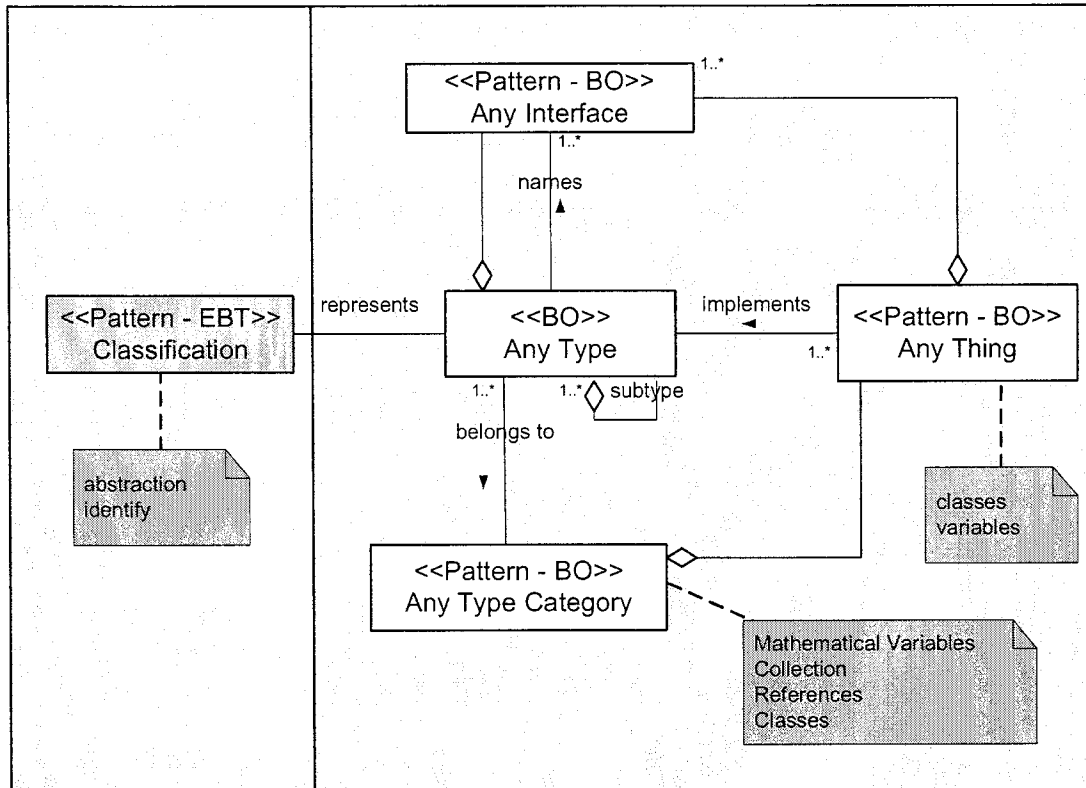 1..*
<<Pattern - BO>>
Any Interface
1..*
names
<<Pattern - EBT>>
Classification
represents
<<BO>>
Any Type
implements
1..*
<<Pattern - BO>>
Any Thing
1..*
1..*
subtype
belongs to
abstraction
identify
classes
variables
<<Pattern - BO>>
Any Type Category
Mathematical Variables
Collection
References
Classes